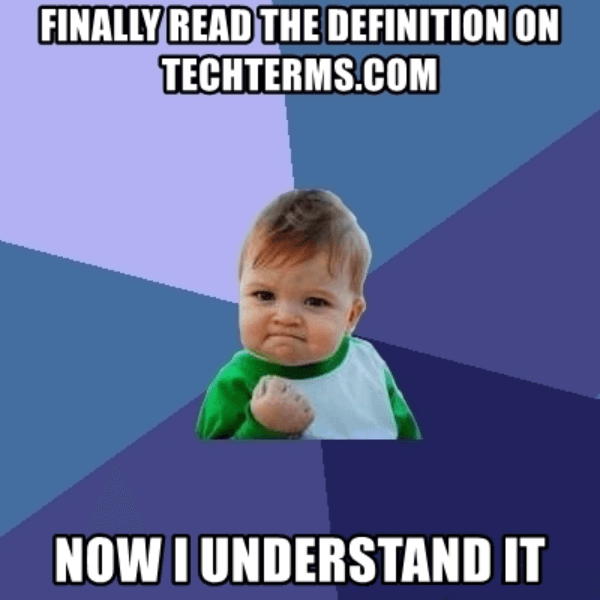 FINALLY READ THE DEFINITION ON
TECHTERMS.COM
NOW I UNDERSTAND IT